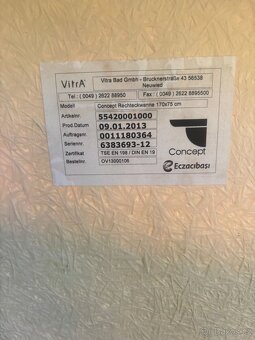 VitrA Vitra Bad Gmbh - Brucknerstraße 43 56538
Neuwied
Tel : (0049) 2622 88950 Fax : (0049) 2622 8895500
Modell Concept Rechteckwanne 170x75 cm
Artikelnr. 55420001000
Prod.Datum 09.01.2013
Auftragsnr. 0011180364
Seriennr. 6383693-12
Zertifikat TSE EN 198 / DIN EN 19
Bestellnr. OV13000106
Concept
Eczacıbaşı